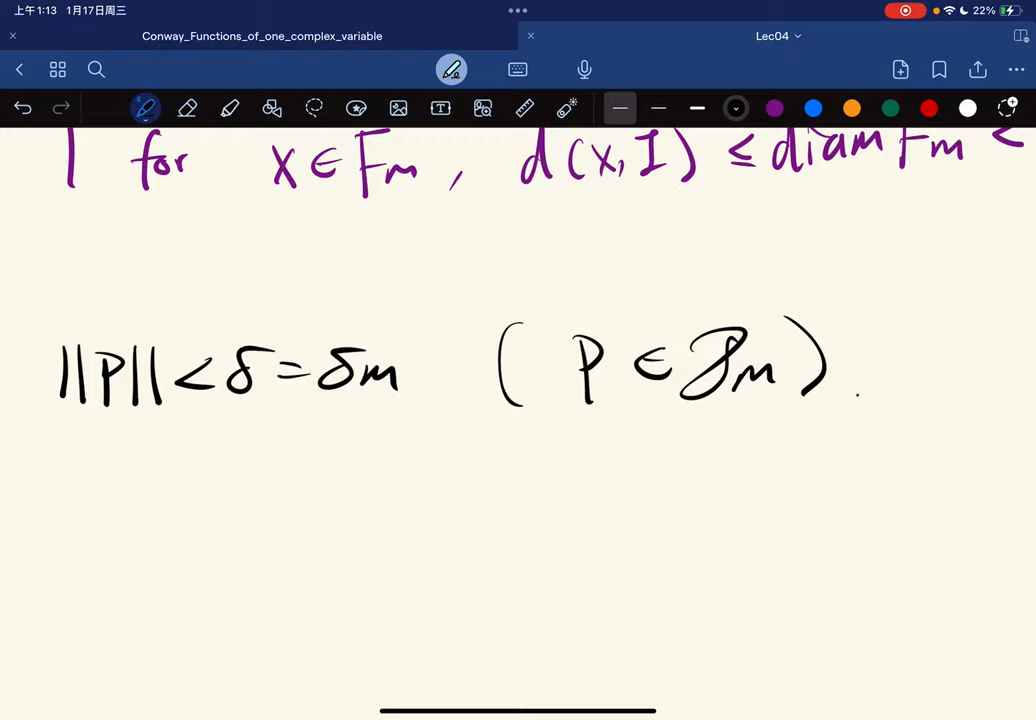 上午1:13 1月17日周三
22%
Conway_Functions_of_one_complex_variable
Lec04
for x ∈ Fm , d(x, I) ≤ diam Fm <
||P|| < δ = δm ( P ∈ 𝒫m ) .